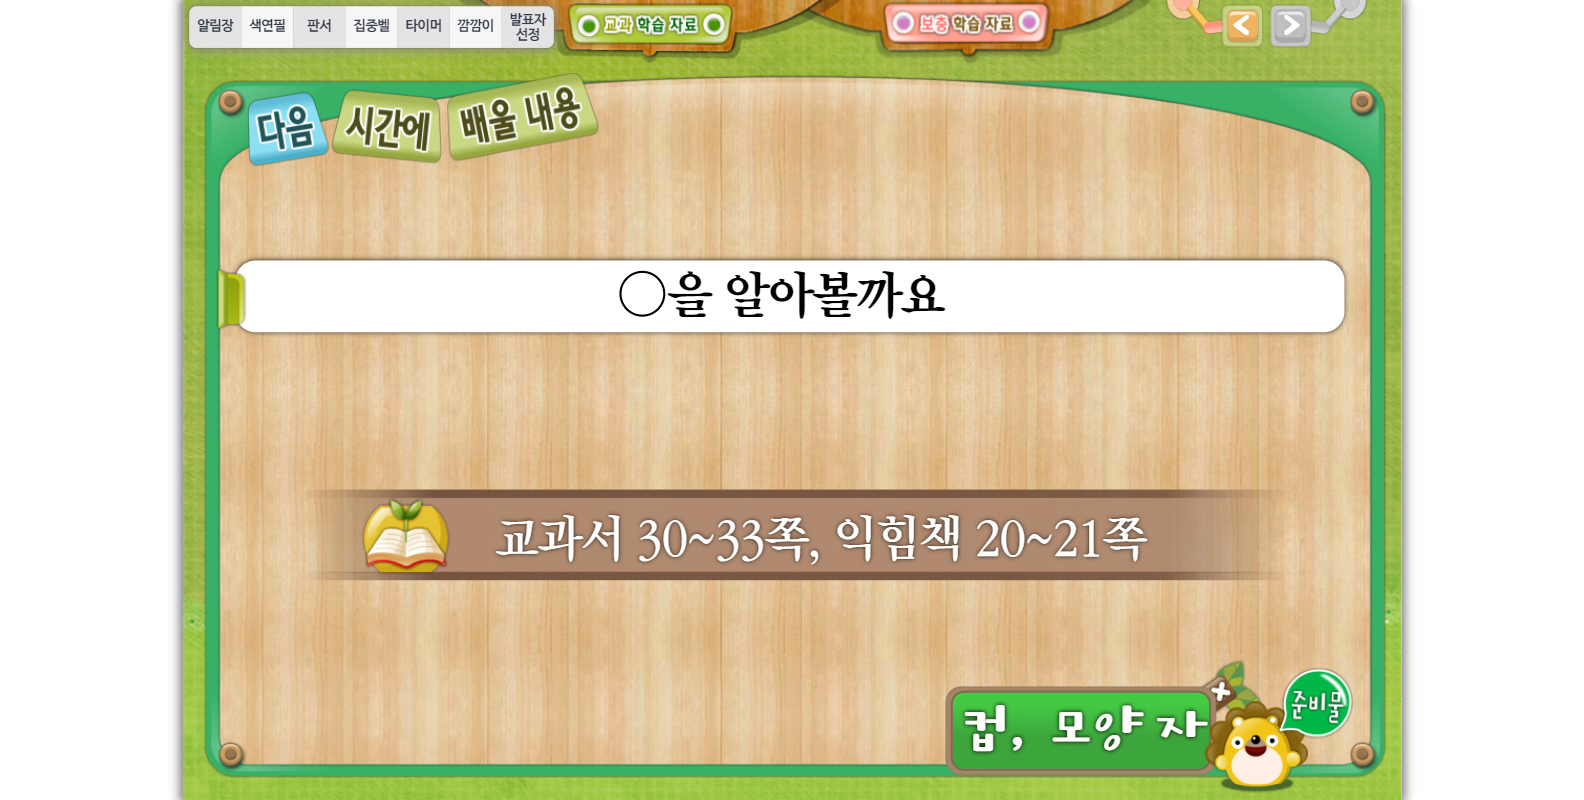 알림장 색연필 판서 집중벨 타이머 깜깜이 발표자
선정
교과 학습 자료
보충 학습 자료
다음 시간에 배울 내용
◯을 알아볼까요
교과서 30~33쪽, 익힘책 20~21쪽
컵, 모양 자
준비물